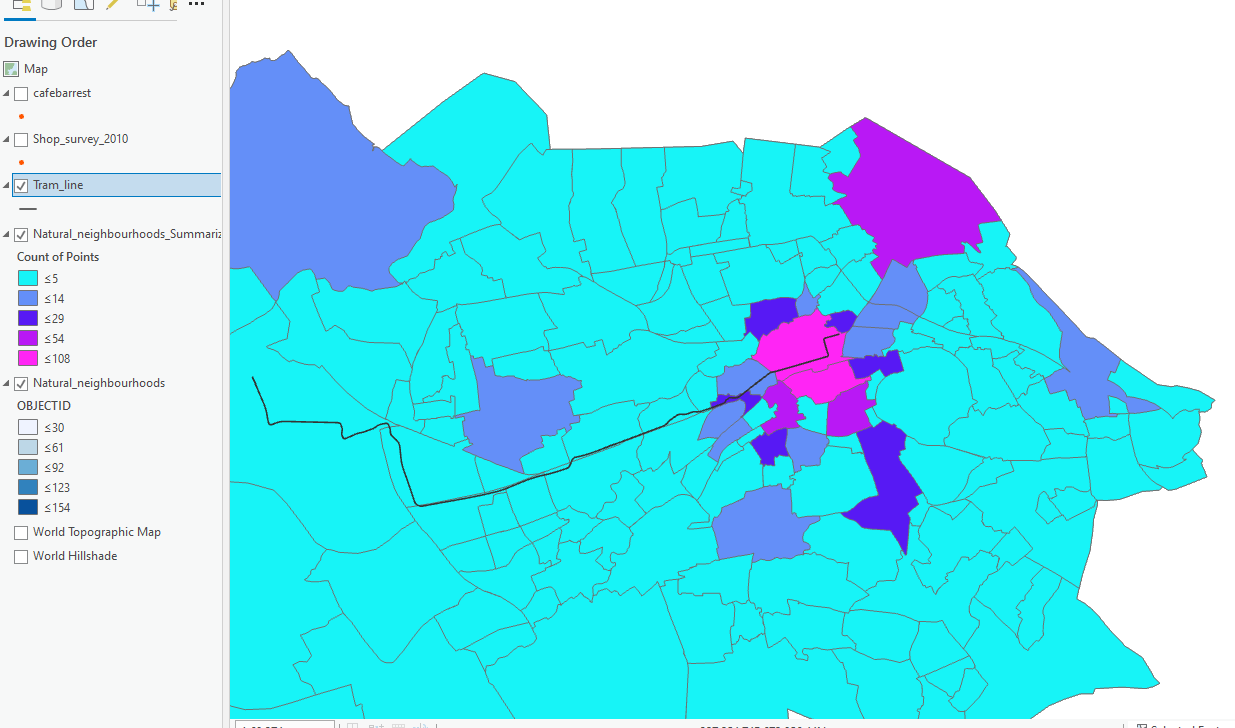 Drawing Order
Map
cafebarrest
Shop_survey_2010
Tram_line
Natural_neighbourhoods_Summariz
Count of Points
≤5
≤14
≤29
≤54
≤108
Natural_neighbourhoods
OBJECTID
≤30
≤61
≤92
≤123
≤154
World Topographic Map
World Hillshade